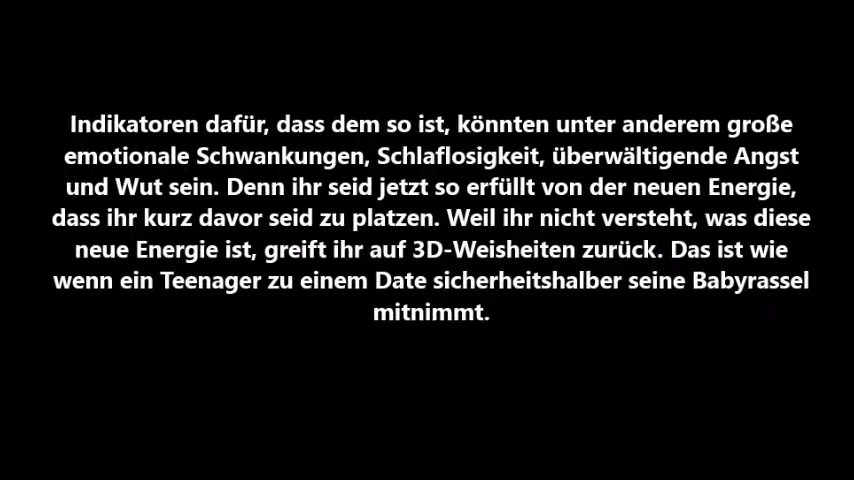 Indikatoren dafür, dass dem so ist, könnten unter anderem große
emotionale Schwankungen, Schlaflosigkeit, überwältigende Angst
und Wut sein. Denn ihr seid jetzt so erfüllt von der neuen Energie,
dass ihr kurz davor seid zu platzen. Weil ihr nicht versteht, was diese
neue Energie ist, greift ihr auf 3D-Weisheiten zurück. Das ist wie
wenn ein Teenager zu einem Date sicherheitshalber seine Babyrassel
mitnimmt.